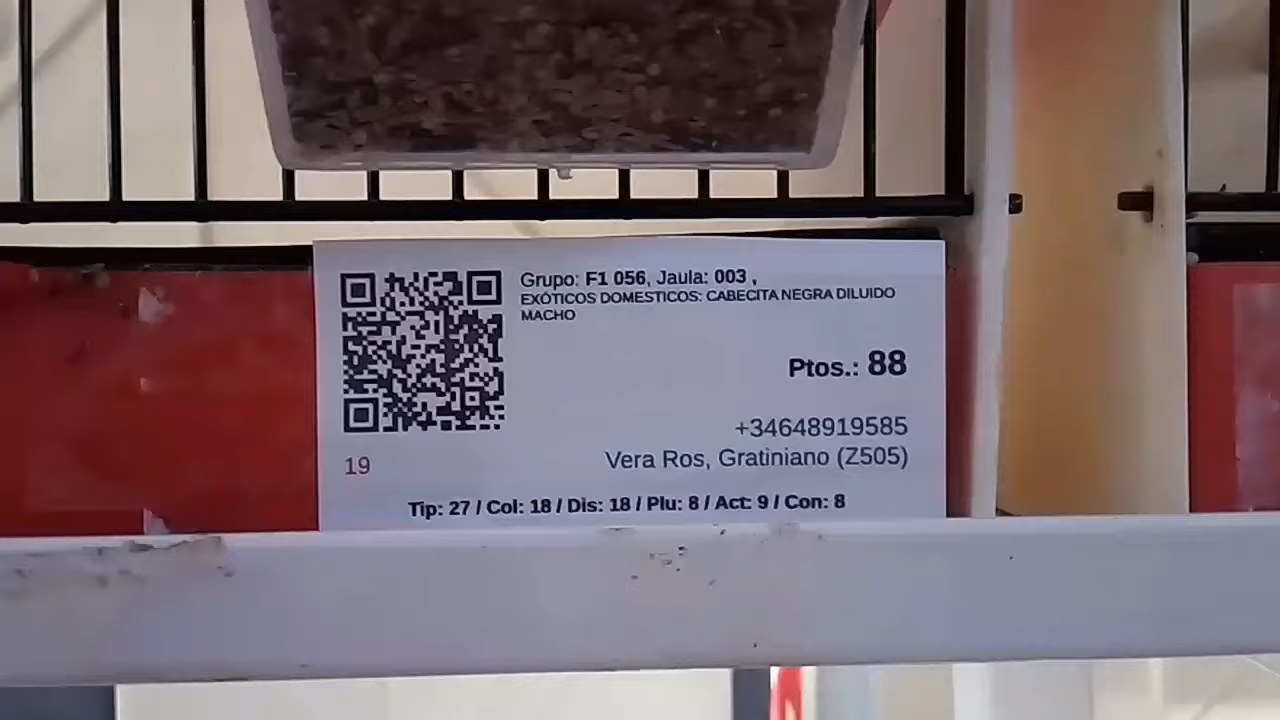 Grupo: F1 056, Jaula: 003 ,
EXÓTICOS DOMESTICOS: CABECITA NEGRA DILUIDO
MACHO
Ptos.: 88
+34648919585
Vera Ros, Gratiniano (Z505)
19
Tip: 27 / Col: 18 / Dis: 18 / Plu: 8 / Act: 9 / Con: 8